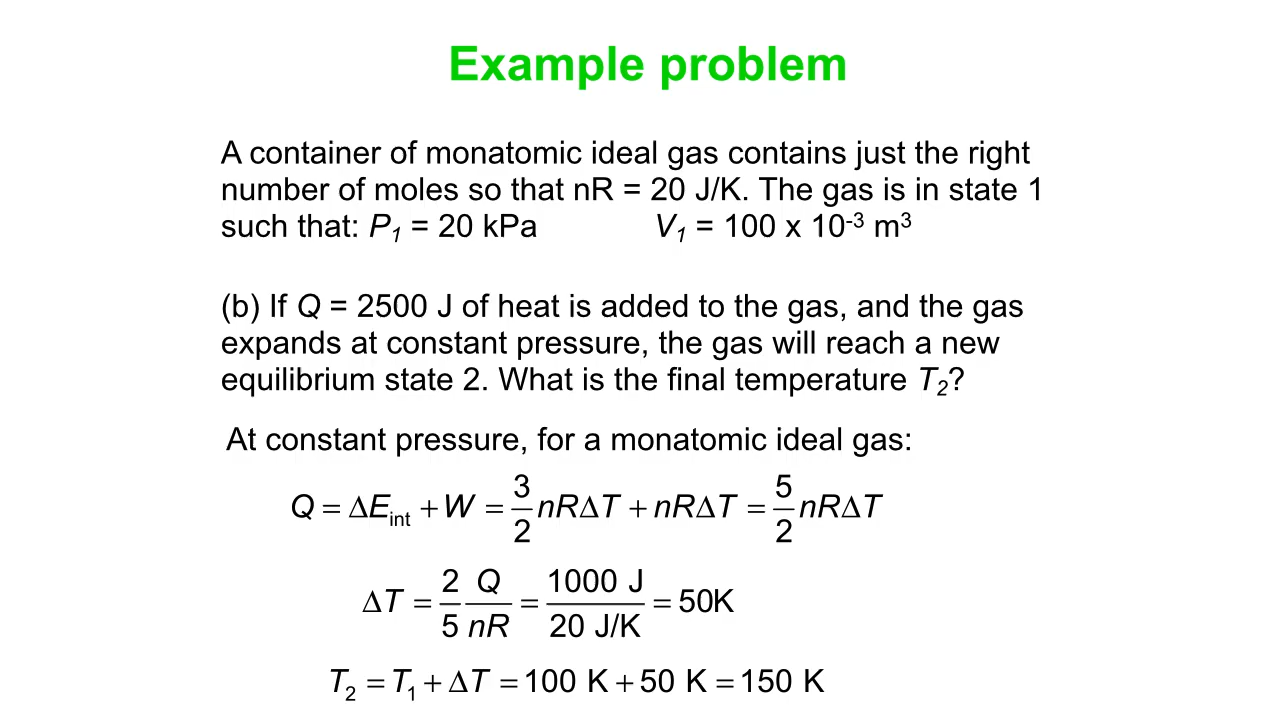 Example problem
A container of monatomic ideal gas contains just the right
number of moles so that nR = 20 J/K. The gas is in state 1
such that: P₁ = 20 kPa V₁ = 100 x 10⁻³ m³
(b) If Q = 2500 J of heat is added to the gas, and the gas
expands at constant pressure, the gas will reach a new
equilibrium state 2. What is the final temperature T₂?
At constant pressure, for a monatomic ideal gas:
Q = ΔE_int + W = 3/2 nRΔT + nRΔT = 5/2 nRΔT
ΔT = 2/5 Q/nR = 1000 J / 20 J/K = 50K
T₂ = T₁ + ΔT = 100 K + 50 K = 150 K